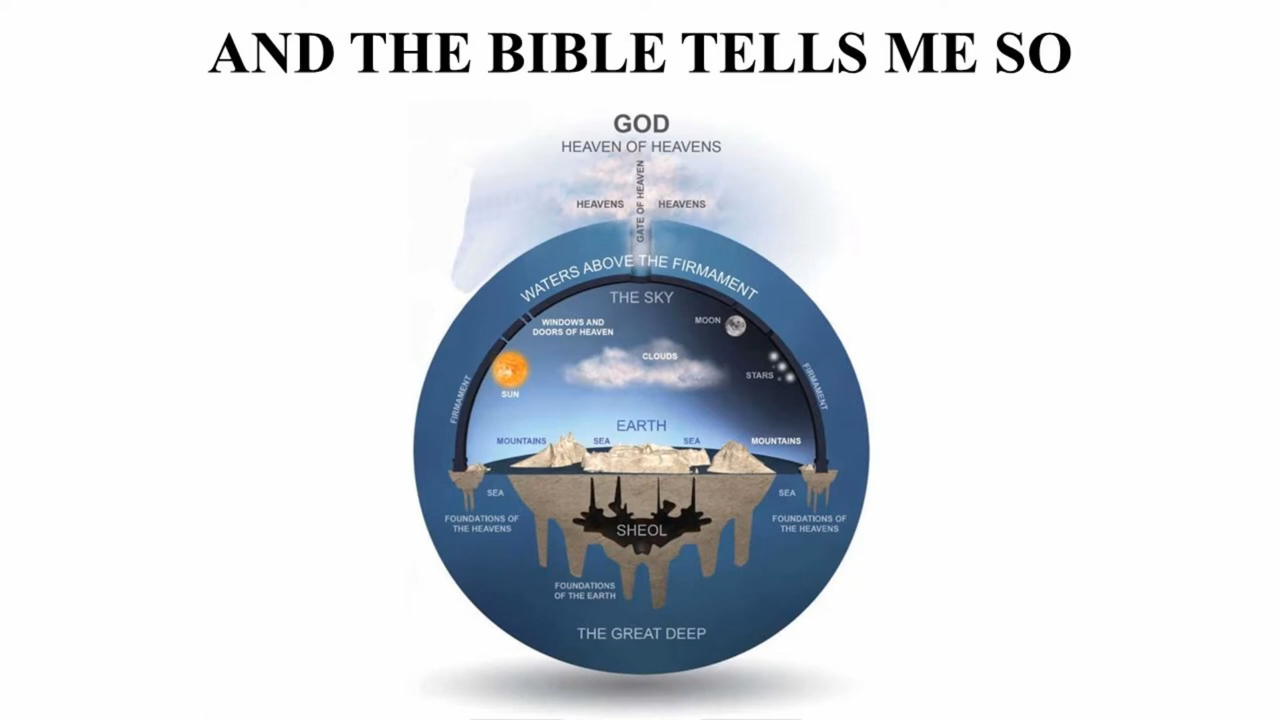 AND THE BIBLE TELLS ME SO
GOD
HEAVEN OF HEAVENS
GATE OF HEAVEN
HEAVENS
HEAVENS
WATERS ABOVE THE FIRMAMENT
THE SKY
WINDOWS AND
DOORS OF HEAVEN
MOON
CLOUDS
STARS
SUN
FIRMAMENT
FIRMAMENT
EARTH
MOUNTAINS
SEA
SEA
MOUNTAINS
SEA
SEA
FOUNDATIONS OF
THE HEAVENS
FOUNDATIONS OF
THE HEAVENS
SHEOL
FOUNDATIONS
OF THE EARTH
THE GREAT DEEP